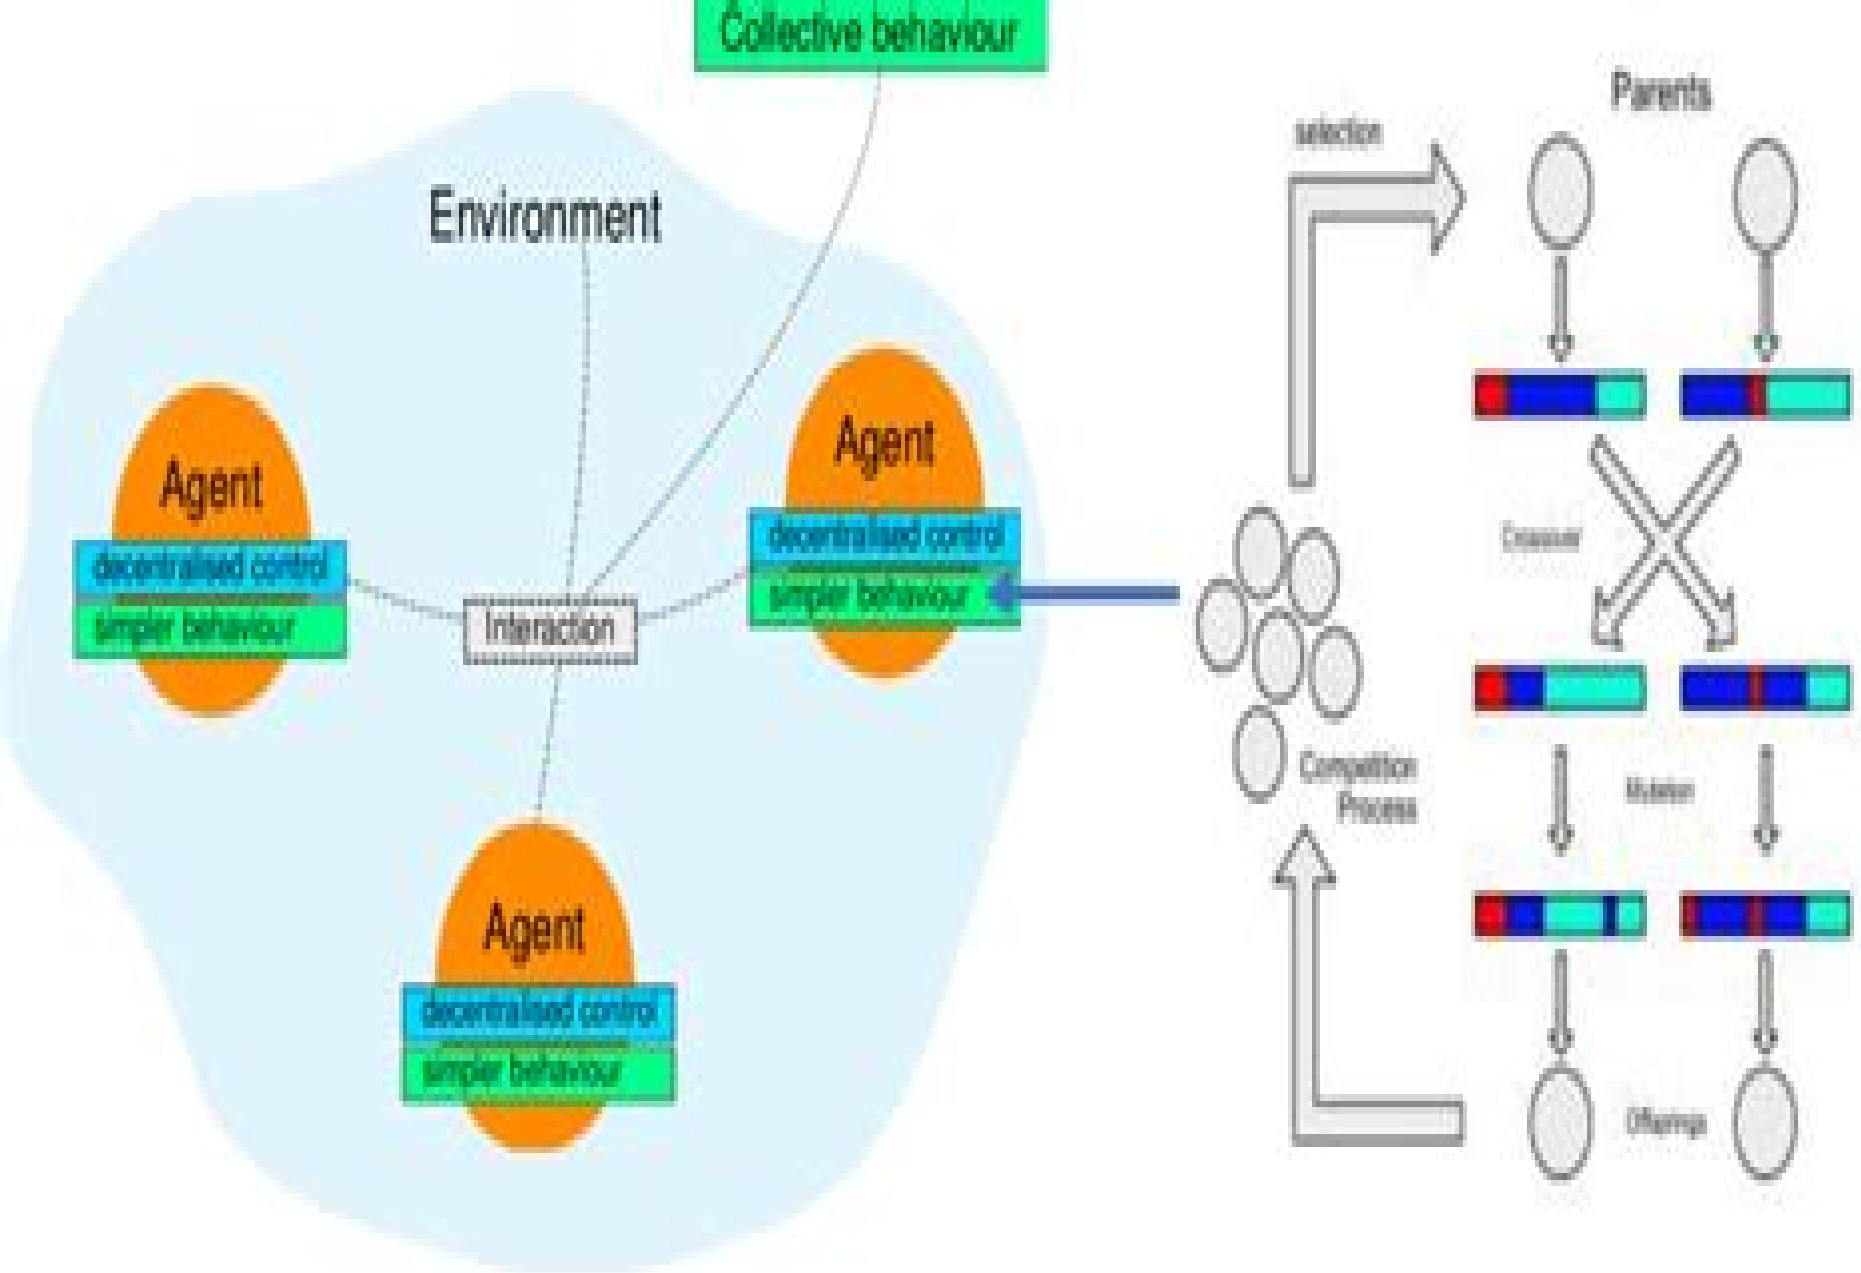 Collective behaviour
Environment
Agent
decentralised control
simpler behaviour
Interaction
Agent
decentralised control
simpler behaviour
Agent
decentralised control
simpler behaviour
selection
Parents
Crossover
Competition
Process
Mutation
Offsprings